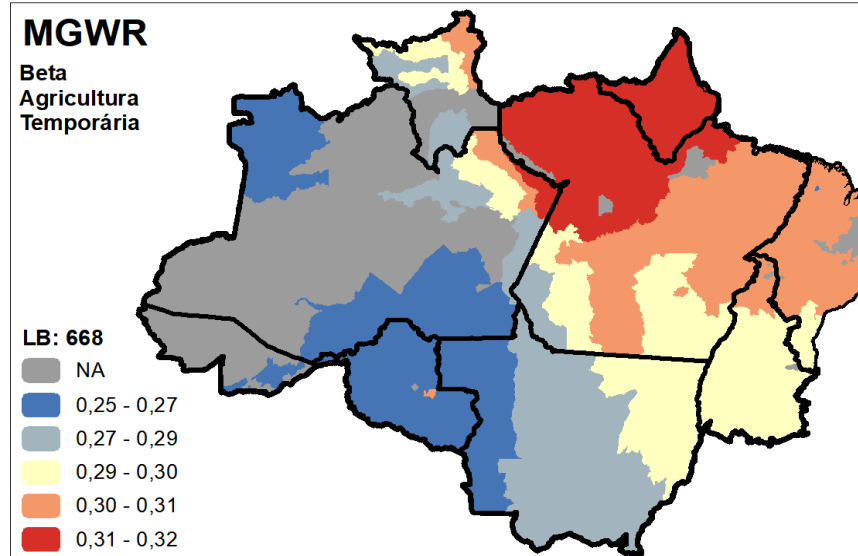 MGWR
Beta
Agricultura
Temporária
LB: 668
NA
0,25 - 0,27
0,27 - 0,29
0,29 - 0,30
0,30 - 0,31
0,31 - 0,32